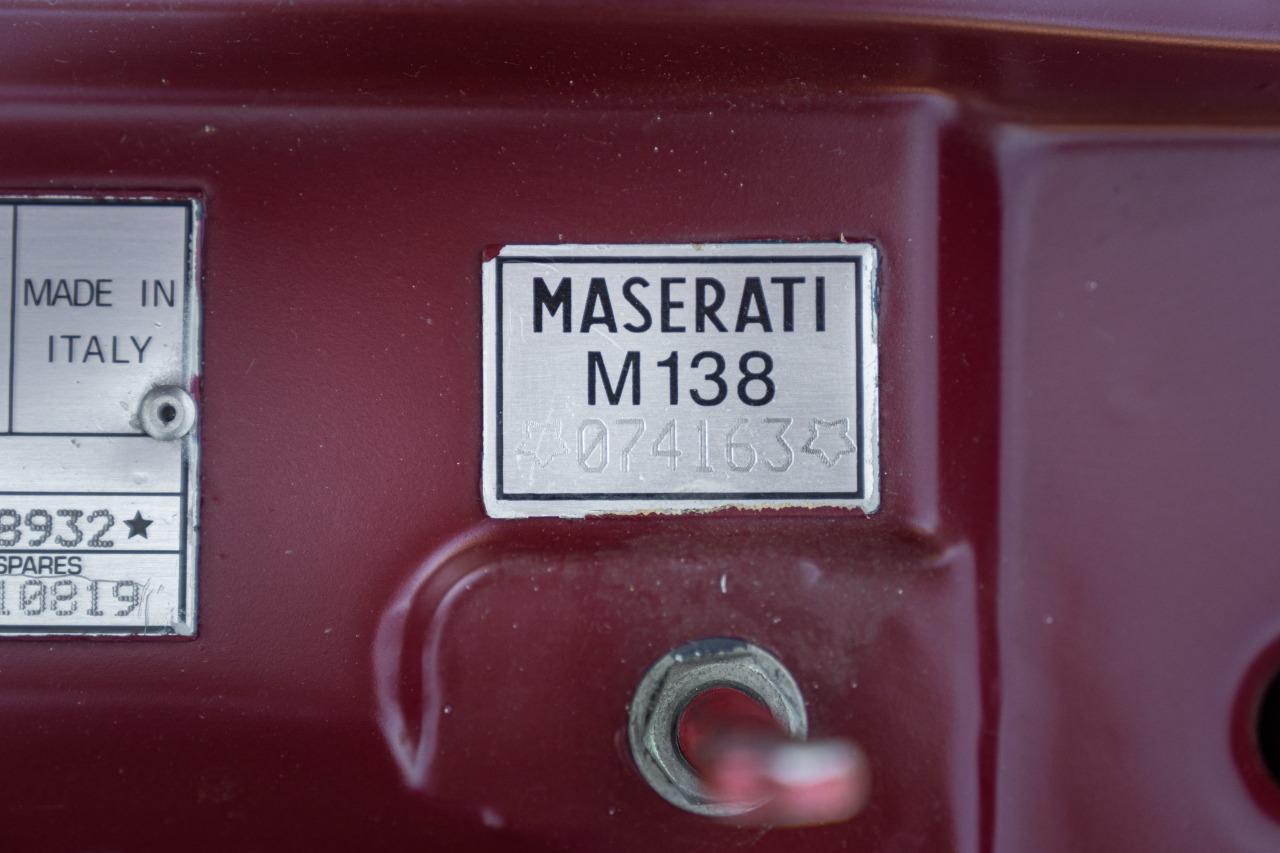 MADE IN
ITALY
8932★
SPARES
10819
MASERATI
M138
☆074163☆